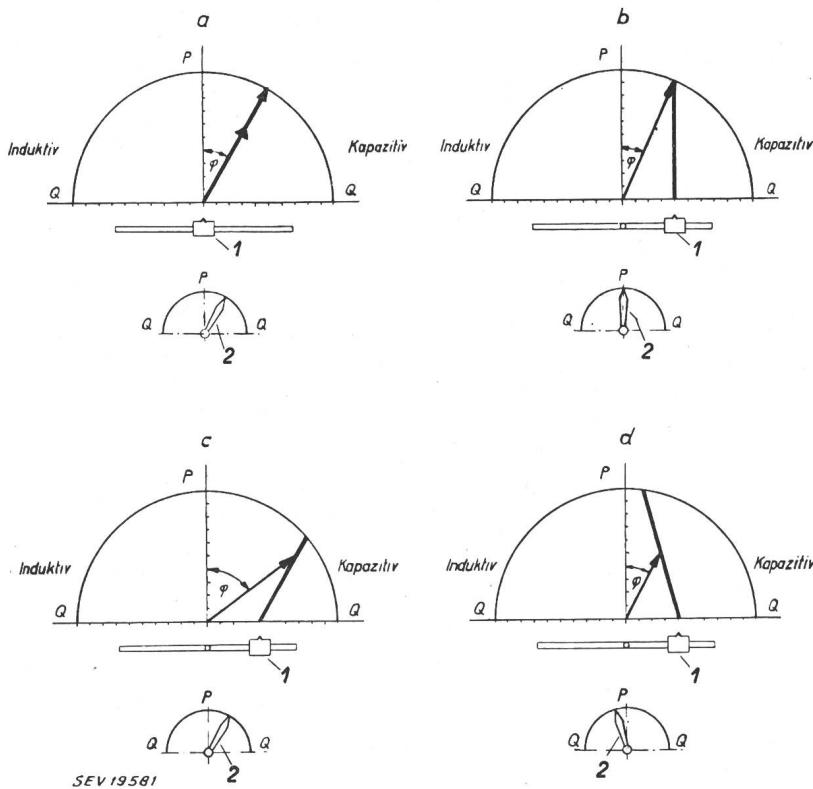 a
P
φ
Induktiv
Kapazitiv
Q
Q
1
P
Q
Q
2
b
P
φ
Induktiv
Kapazitiv
Q
Q
1
P
Q
Q
2
c
P
φ
Induktiv
Kapazitiv
Q
Q
1
P
Q
Q
2
d
P
φ
Induktiv
Kapazitiv
Q
Q
1
P
Q
Q
2
SEV 19581